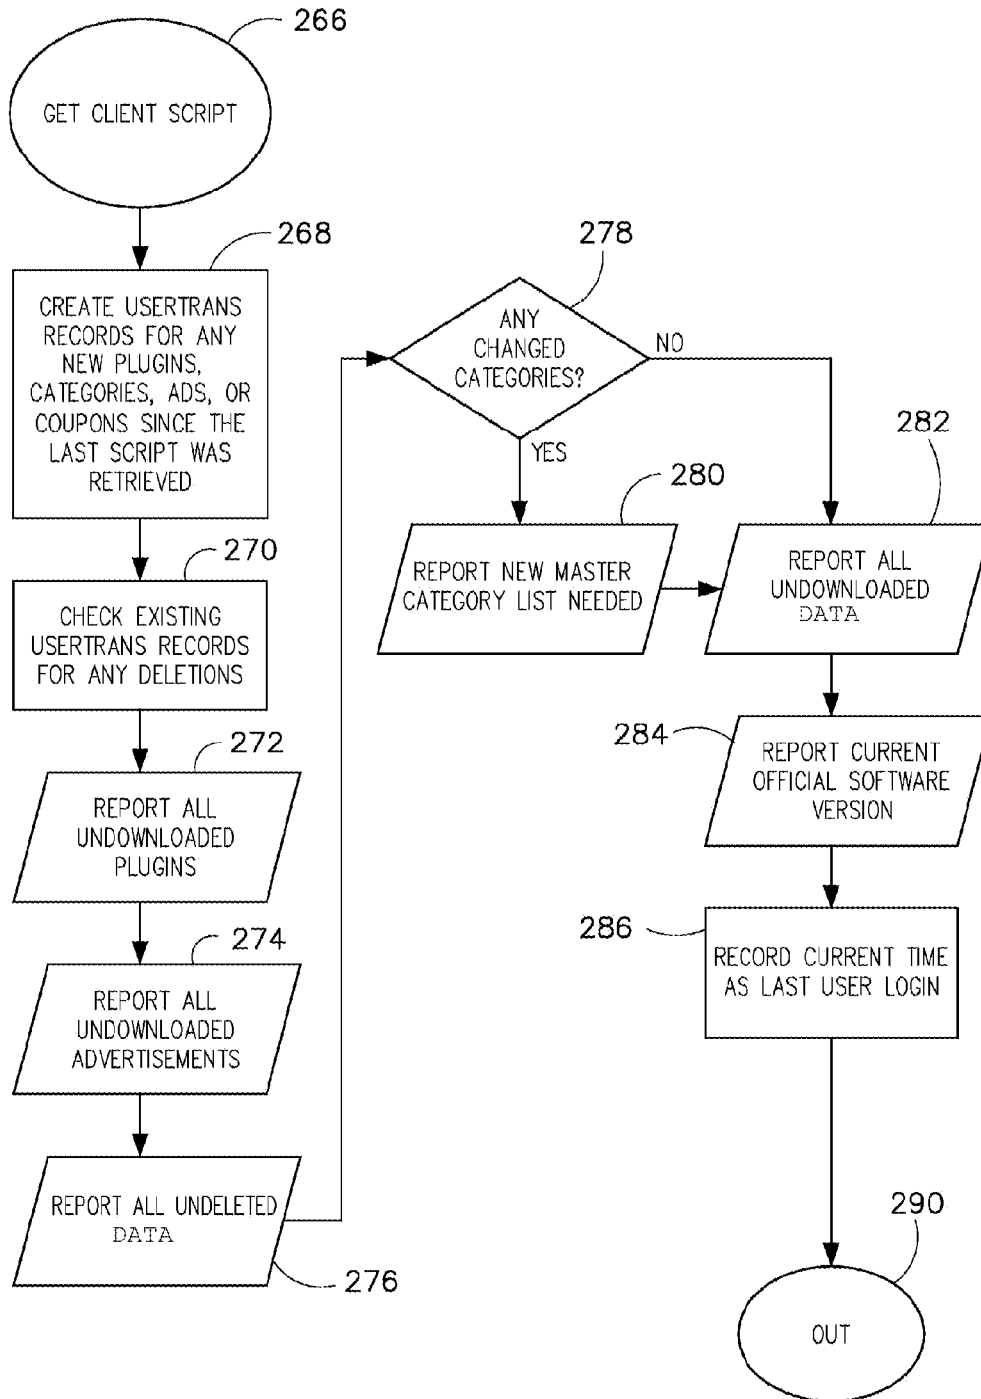 266
GET CLIENT SCRIPT
268
CREATE USERTRANS
RECORDS FOR ANY
NEW PLUGINS,
CATEGORIES, ADS, OR
COUPONS SINCE THE
LAST SCRIPT WAS
RETRIEVED
270
CHECK EXISTING
USERTRANS RECORDS
FOR ANY DELETIONS
272
REPORT ALL
UNDOWNLOADED
PLUGINS
274
REPORT ALL
UNDOWNLOADED
ADVERTISEMENTS
REPORT ALL UNDELETED
DATA
276
278
ANY
CHANGED
CATEGORIES?
NO
YES
280
REPORT NEW MASTER
CATEGORY LIST NEEDED
282
REPORT ALL
UNDOWNLOADED
DATA
284
REPORT CURRENT
OFFICIAL SOFTWARE
VERSION
286
RECORD CURRENT TIME
AS LAST USER LOGIN
290
OUT